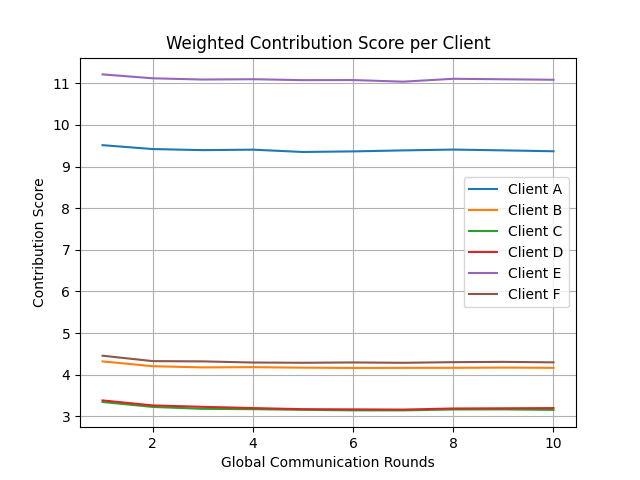 Weighted Contribution Score per Client
Contribution Score
11
10
9
8
7
6
5
4
3
Client A
Client B
Client C
Client D
Client E
Client F
2
4
6
8
10
Global Communication Rounds